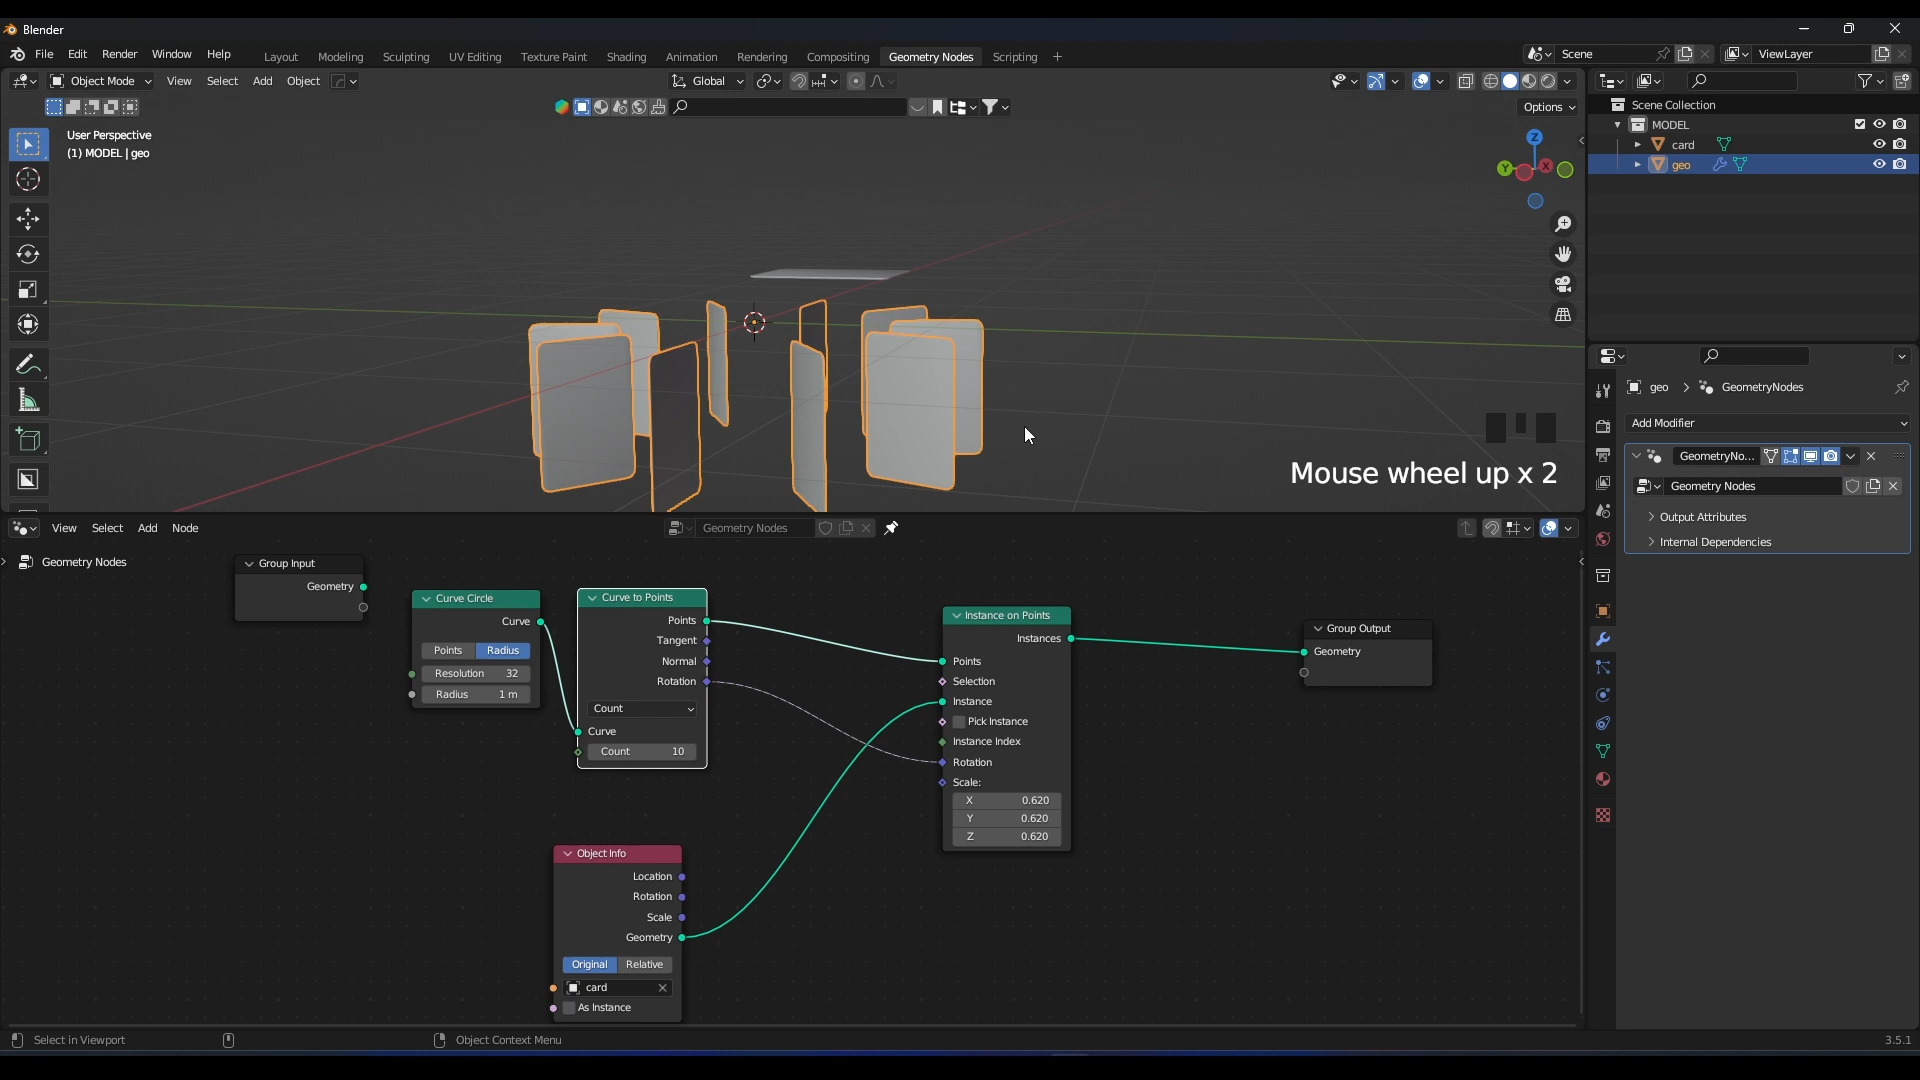 Blender
File Edit Render Window Help Layout Modeling Sculpting UV Editing Texture Paint Shading Animation Rendering Compositing Geometry Nodes Scripting + Scene ViewLayer
Object Mode View Select Add Object Global
Options
User Perspective
(1) MODEL | geo
Z
Y X
Mouse wheel up x 2
Scene Collection
MODEL
card
geo
geo > GeometryNodes
Add Modifier
GeometryNo...
Geometry Nodes
Output Attributes
Internal Dependencies
View Select Add Node Geometry Nodes
Geometry Nodes
Group Input
Geometry
Curve Circle
Curve
Points Radius
Resolution 32
Radius 1 m
Curve to Points
Points
Tangent
Normal
Rotation
Count
Curve
Count 10
Object Info
Location
Rotation
Scale
Geometry
Original Relative
card
As Instance
Instance on Points
Instances
Points
Selection
Instance
Pick Instance
Instance Index
Rotation
Scale:
X 0.620
Y 0.620
Z 0.620
Group Output
Geometry
Select in Viewport Object Context Menu 3.5.1